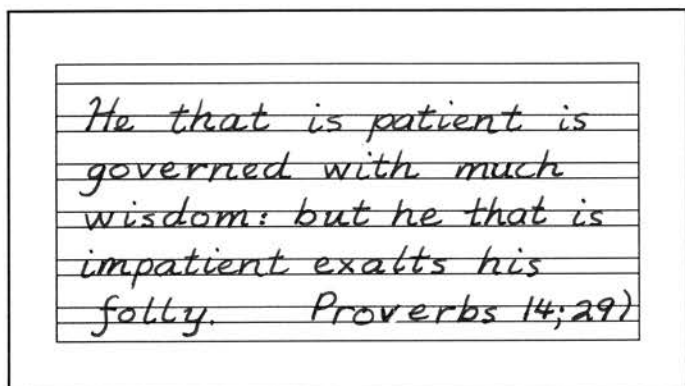 He that is patient is
governed with much
wisdom: but he that is
impatient exalts his
folly. Proverbs 14;29)